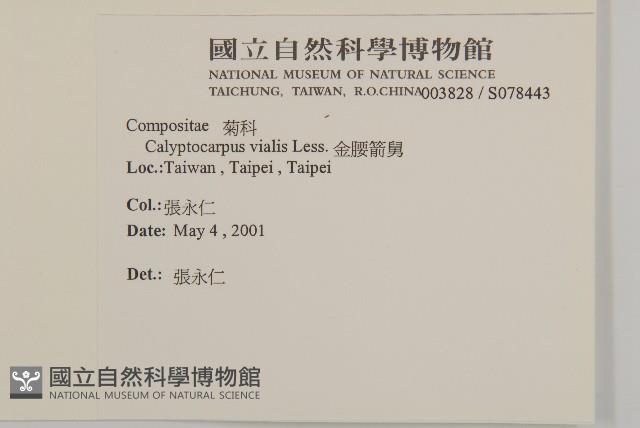 國立自然科學博物館
NATIONAL MUSEUM OF NATURAL SCIENCE
TAICHUNG, TAIWAN, R.O.CHINA003828 / S078443
Compositae 菊科
Calyptocarpus vialis Less. 金腰箭舅
Loc.:Taiwan , Taipei , Taipei
Col.:張永仁
Date: May 4 , 2001
Det.: 張永仁
國立自然科學博物館
NATIONAL MUSEUM OF NATURAL SCIENCE